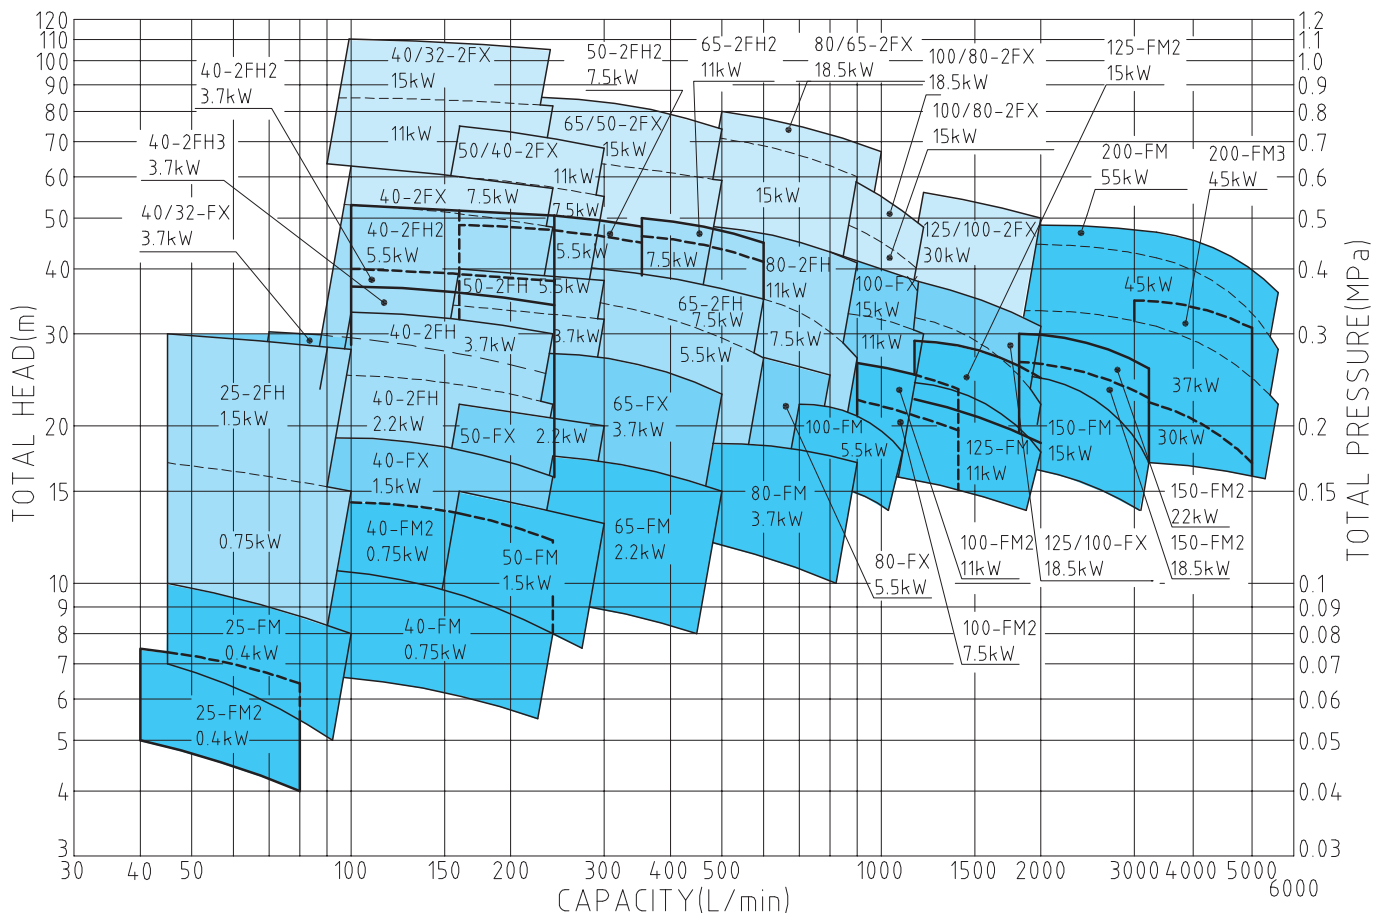 TOTAL HEAD(m)
120
110
100
90
80
70
60
50
40
30
20
15
10
9
8
7
6
5
4
3
30
40
50
100
150
200
300
400
500
1000
1500
2000
3000
4000
5000
6000
CAPACITY(L/min)
TOTAL PRESSURE(MPa)
1.2
1.1
1.0
0.9
0.8
0.7
0.6
0.5
0.4
0.3
0.2
0.15
0.1
0.09
0.08
0.07
0.06
0.05
0.04
0.03
40-2FH2
3.7kW
40-2FH3
3.7kW
40/32-FX
3.7kW
40/32-2FX
15kW
11kW
50-2FH2
7.5kW
65-2FH2
11kW
80/65-2FX
18.5kW
100/80-2FX
18.5kW
100/80-2FX
15kW
125-FM2
15kW
200-FM
55kW
200-FM3
45kW
65/50-2FX
15kW
50/40-2FX
11kW
7.5kW
40-2FX
7.5kW
15kW
125/100-2FX
30kW
40-2FH2
5.5kW
5.5kW
7.5kW
80-2FH
11kW
7.5kW
50-2FH
5.5kW
3.7kW
65-2FH
7.5kW
5.5kW
100-FX
15kW
11kW
45kW
37kW
30kW
40-2FH
3.7kW
25-2FH
1.5kW
0.75kW
40-2FH
2.2kW
50-FX
2.2kW
65-FX
3.7kW
100-FM
5.5kW
125-FM
11kW
150-FM
15kW
40-FX
1.5kW
40-FM2
0.75kW
50-FM
1.5kW
65-FM
2.2kW
80-FM
3.7kW
80-FX
5.5kW
100-FM2
11kW
125/100-FX
18.5kW
150-FM2
22kW
150-FM2
18.5kW
100-FM2
7.5kW
25-FM
0.4kW
40-FM
0.75kW
25-FM2
0.4kW